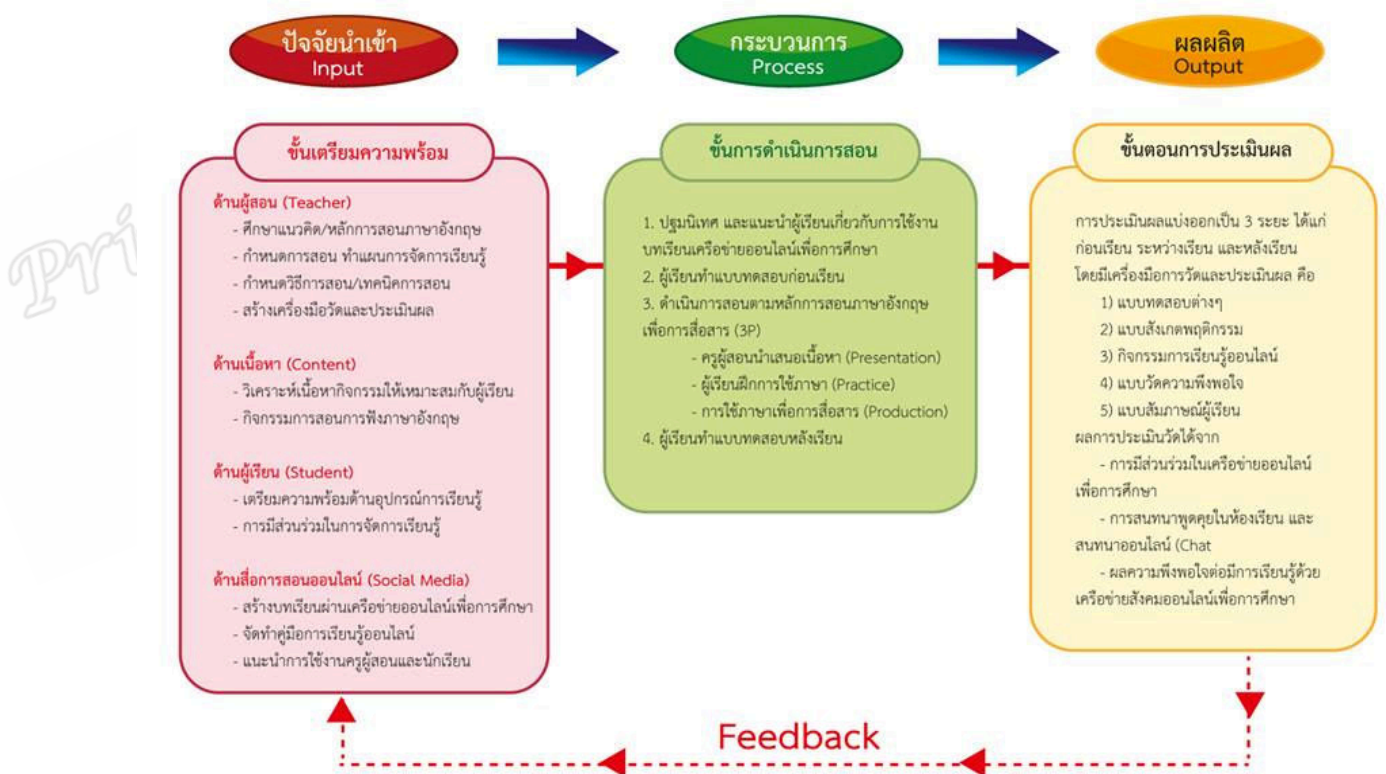 ปัจจัยนำเข้า
Input
กระบวนการ
Process
ผลผลิต
Output
ขั้นเตรียมความพร้อม
ด้านผู้สอน (Teacher)
- ศึกษาแนวคิด/หลักการสอนภาษาอังกฤษ
- กำหนดการสอน ทำแผนการจัดการเรียนรู้
- กำหนดวิธีการสอน/เทคนิคการสอน
- สร้างเครื่องมือวัดและประเมินผล
ด้านเนื้อหา (Content)
- วิเคราะห์เนื้อหากิจกรรมให้เหมาะสมกับผู้เรียน
- กิจกรรมการสอนการฟังภาษาอังกฤษ
ด้านผู้เรียน (Student)
- เตรียมความพร้อมด้านอุปกรณ์การเรียนรู้
- การมีส่วนร่วมในการจัดการเรียนรู้
ด้านสื่อการสอนออนไลน์ (Social Media)
- สร้างบทเรียนผ่านเครือข่ายออนไลน์เพื่อการศึกษา
- จัดทำคู่มือการเรียนรู้ออนไลน์
- แนะนำการใช้งานครูผู้สอนและนักเรียน
ขั้นการดำเนินการสอน
1. ปฐมนิเทศ และแนะนำผู้เรียนเกี่ยวกับการใช้งาน
บทเรียนเครือข่ายออนไลน์เพื่อการศึกษา
2. ผู้เรียนทำแบบทดสอบก่อนเรียน
3. ดำเนินการสอนตามหลักการสอนภาษาอังกฤษ
เพื่อการสื่อสาร (3P)
- ครูผู้สอนนำเสนอเนื้อหา (Presentation)
- ผู้เรียนฝึกการใช้ภาษา (Practice)
- การใช้ภาษาเพื่อการสื่อสาร (Production)
4. ผู้เรียนทำแบบทดสอบหลังเรียน
ขั้นตอนการประเมินผล
การประเมินผลแบ่งออกเป็น 3 ระยะ ได้แก่
ก่อนเรียน ระหว่างเรียน และหลังเรียน
โดยมีเครื่องมือการวัดและประเมินผล คือ
1) แบบทดสอบต่างๆ
2) แบบสังเกตพฤติกรรม
3) กิจกรรมการเรียนรู้ออนไลน์
4) แบบวัดความพึงพอใจ
5) แบบสัมภาษณ์ผู้เรียน
ผลการประเมินวัดได้จาก
- การมีส่วนร่วมในเครือข่ายออนไลน์
เพื่อการศึกษา
- การสนทนาพูดคุยในห้องเรียน และ
สนทนาออนไลน์ (Chat
- ผลความพึงพอใจต่อมีการเรียนรู้ด้วย
เครือข่ายสังคมออนไลน์เพื่อการศึกษา
Feedback
Pri